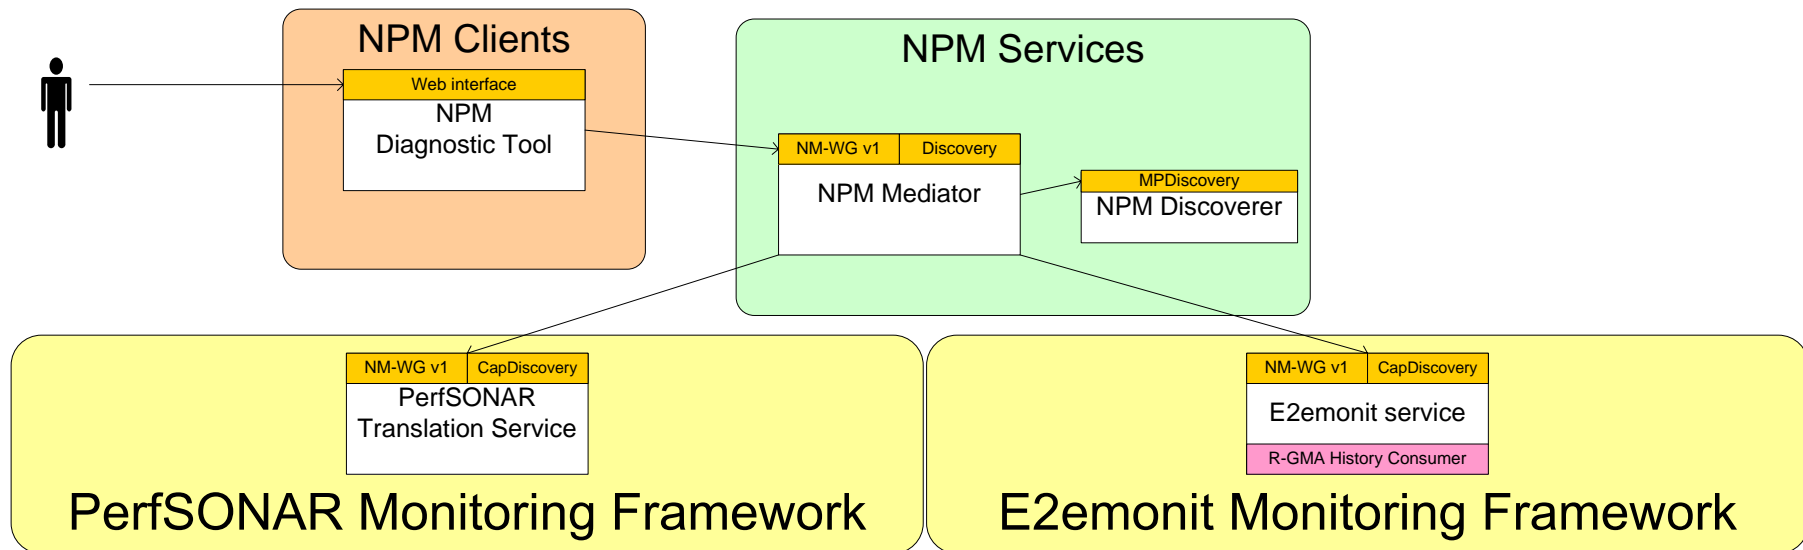 NPM Clients
Web interface
NPM
Diagnostic Tool
NPM Services
NM-WG v1
Discovery
NPM Mediator
MPDiscovery
NPM Discoverer
NM-WG v1
CapDiscovery
PerfSONAR
Translation Service
PerfSONAR Monitoring Framework
NM-WG v1
CapDiscovery
E2emonit service
R-GMA History Consumer
E2emonit Monitoring Framework